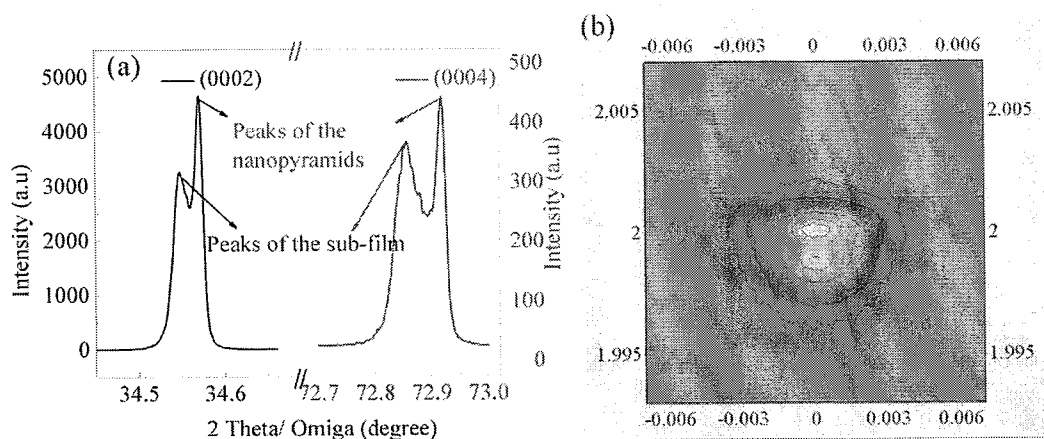 (a)
//
(0002)
(0004)
Peaks of the
nanopyramids
Peaks of the sub-film
Intensity (a.u)
5000
4000
3000
2000
1000
0
Intensity (a.u)
500
400
300
200
100
0
34.5 34.6 // 72.7 72.8 72.9 73.0
2 Theta/ Omiga (degree)
(b)
-0.006 -0.003 0 0.003 0.006
2.005 2.005
2 2
1.995 1.995
-0.006 -0.003 0 0.003 0.006